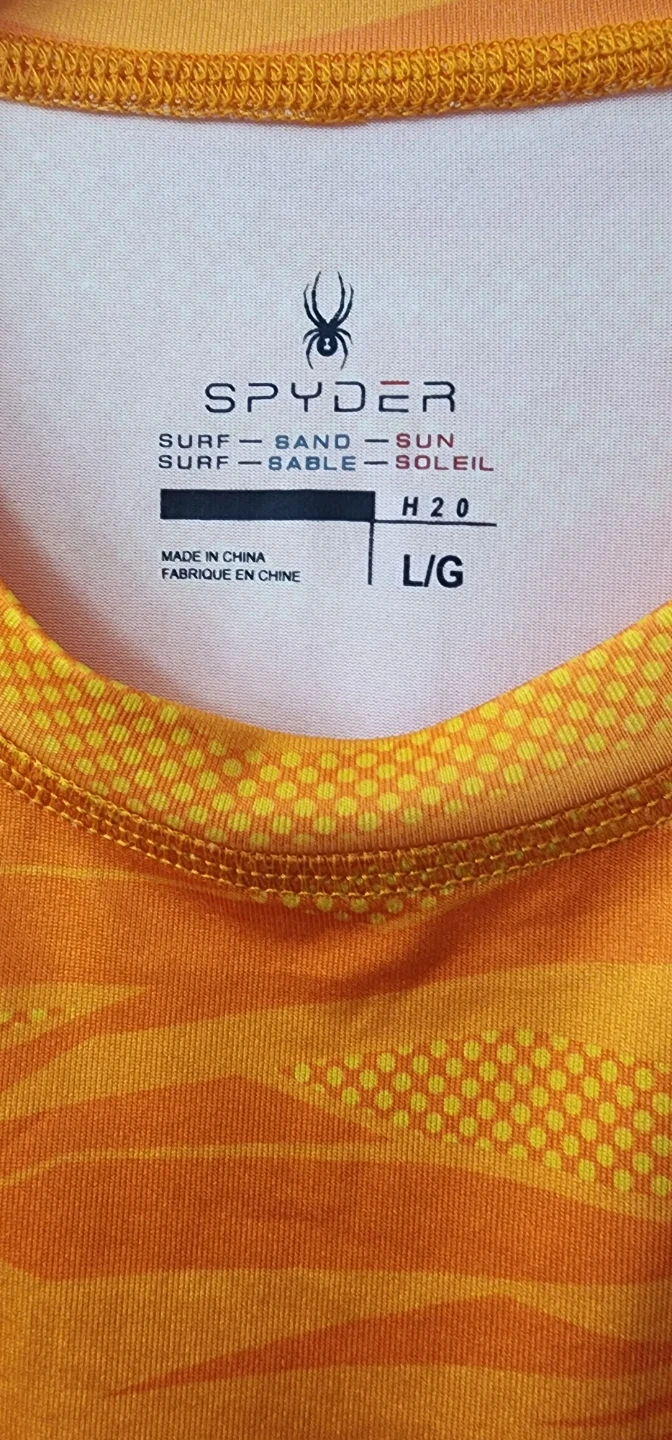 SPYDER
SURF — SAND — SUN
SURF — SABLE — SOLEIL
H20
MADE IN CHINA
FABRIQUE EN CHINE
L/G